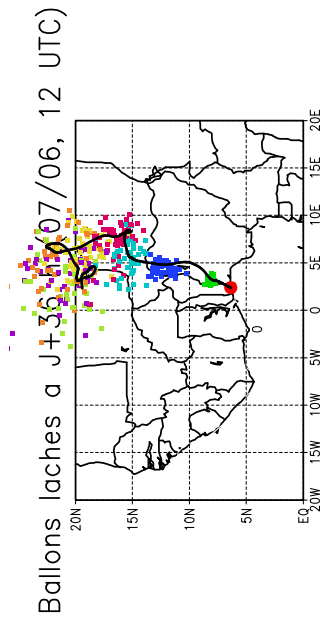 Ballons laches a J+36 (07/06, 12 UTC)
20N
15N
10N
5N
EQ
20W
15W
10W
5W
0
5E
10E
15E
20E
0